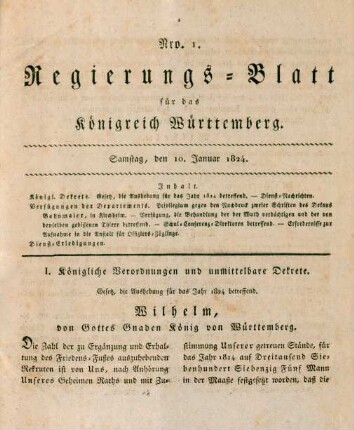 Nro. 1.
Regierungs-Blatt
für das
Königreich Württemberg.
Samstag, den 10. Januar 1824.
Inhalt.
Königl. Dekrete. Gesetz, die Aushebung für das Jahr 1824 betreffend. — Dienst-Nachrichten.
Verfügungen der Departements. Privilegium gegen den Nachdruck zweier Schriften des Dekans
Bahnmaier, in Kirchheim. — Verfügung, die Behandlung der der Wuth verdächtigen und der von
denselben gebissenen Thiere betreffend. — Schul-Conferenz-Direktoren betreffend. — Erfordernisse zur
Aufnahme in die Anstalt für Offiziers-Zöglinge.
Dienst-Erledigungen.
I. Königliche Verordnungen und unmittelbare Dekrete.
Gesetz, die Aushebung für das Jahr 1824 betreffend.
Wilhelm,
von Gottes Gnaden König von Württemberg.
Die Zahl der zu Ergänzung und Erhal-
tung des Friedens-Fußes auszuhebenden
Rekruten ist von Uns, nach Anhörung
Unseres Geheimen Raths und mit Zu-
stimmung Unserer getreuen Stände, für
das Jahr 1824 auf Dreitausend Sie-
benhundert Siebenzig Fünf Mann
in der Maaße festgesetzt worden, daß die